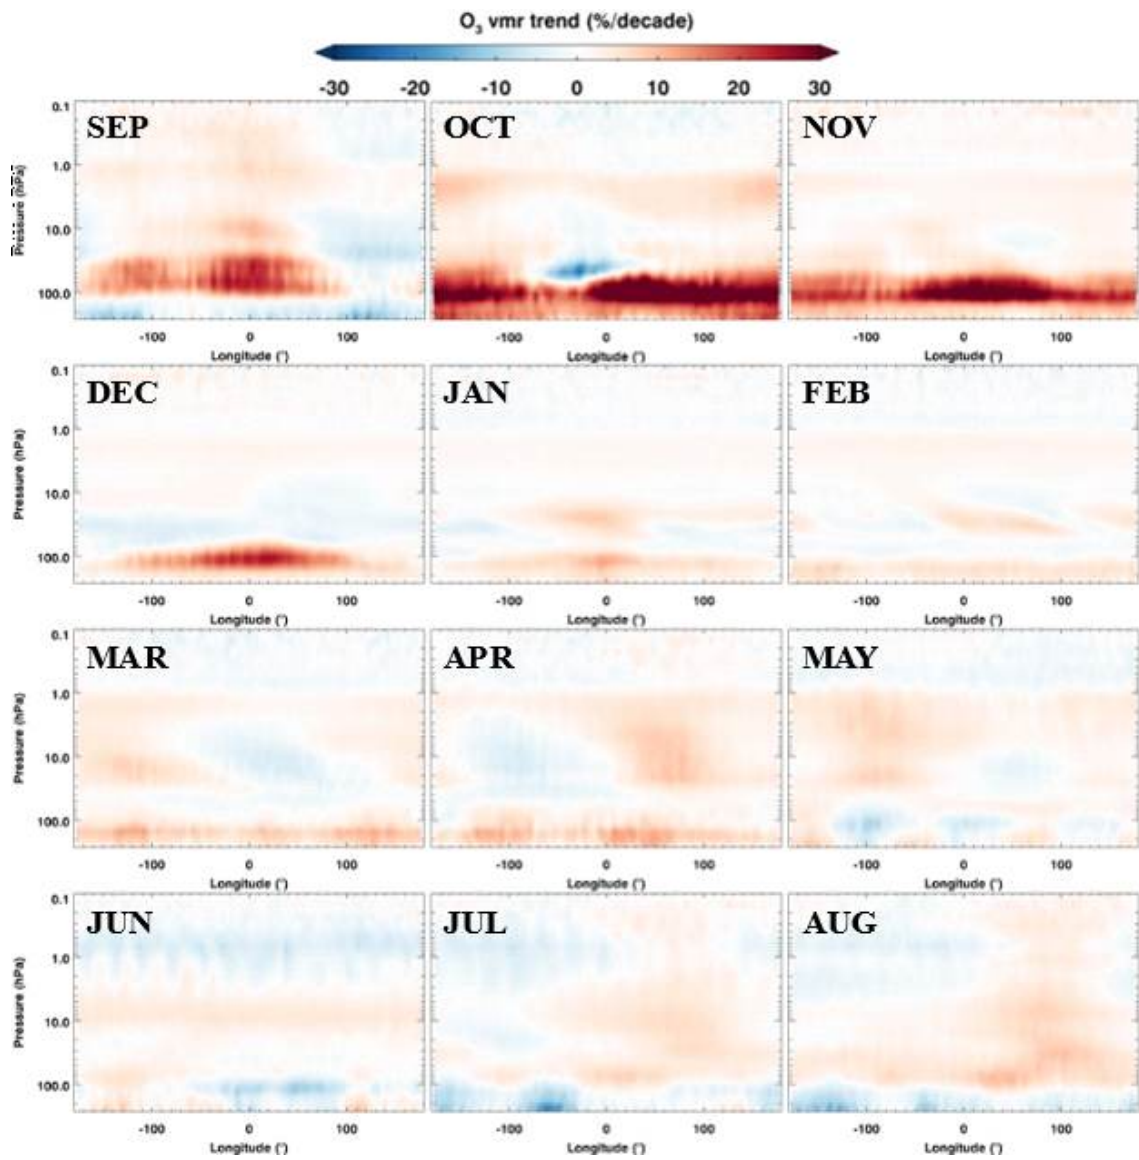 O₃ vmr trend (%/decade)
-30 -20 -10 0 10 20 30
SEP OCT NOV
0.1
1.0
10.0
100.0
Pressure (hPa)
-100 0 100 -100 0 100 -100 0 100
Longitude (°) Longitude (°) Longitude (°)
DEC JAN FEB
0.1
1.0
10.0
100.0
Pressure (hPa)
-100 0 100 -100 0 100 -100 0 100
Longitude (°) Longitude (°) Longitude (°)
MAR APR MAY
0.1
1.0
10.0
100.0
Pressure (hPa)
-100 0 100 -100 0 100 -100 0 100
Longitude (°) Longitude (°) Longitude (°)
JUN JUL AUG
0.1
1.0
10.0
100.0
Pressure (hPa)
-100 0 100 -100 0 100 -100 0 100
Longitude (°) Longitude (°) Longitude (°)